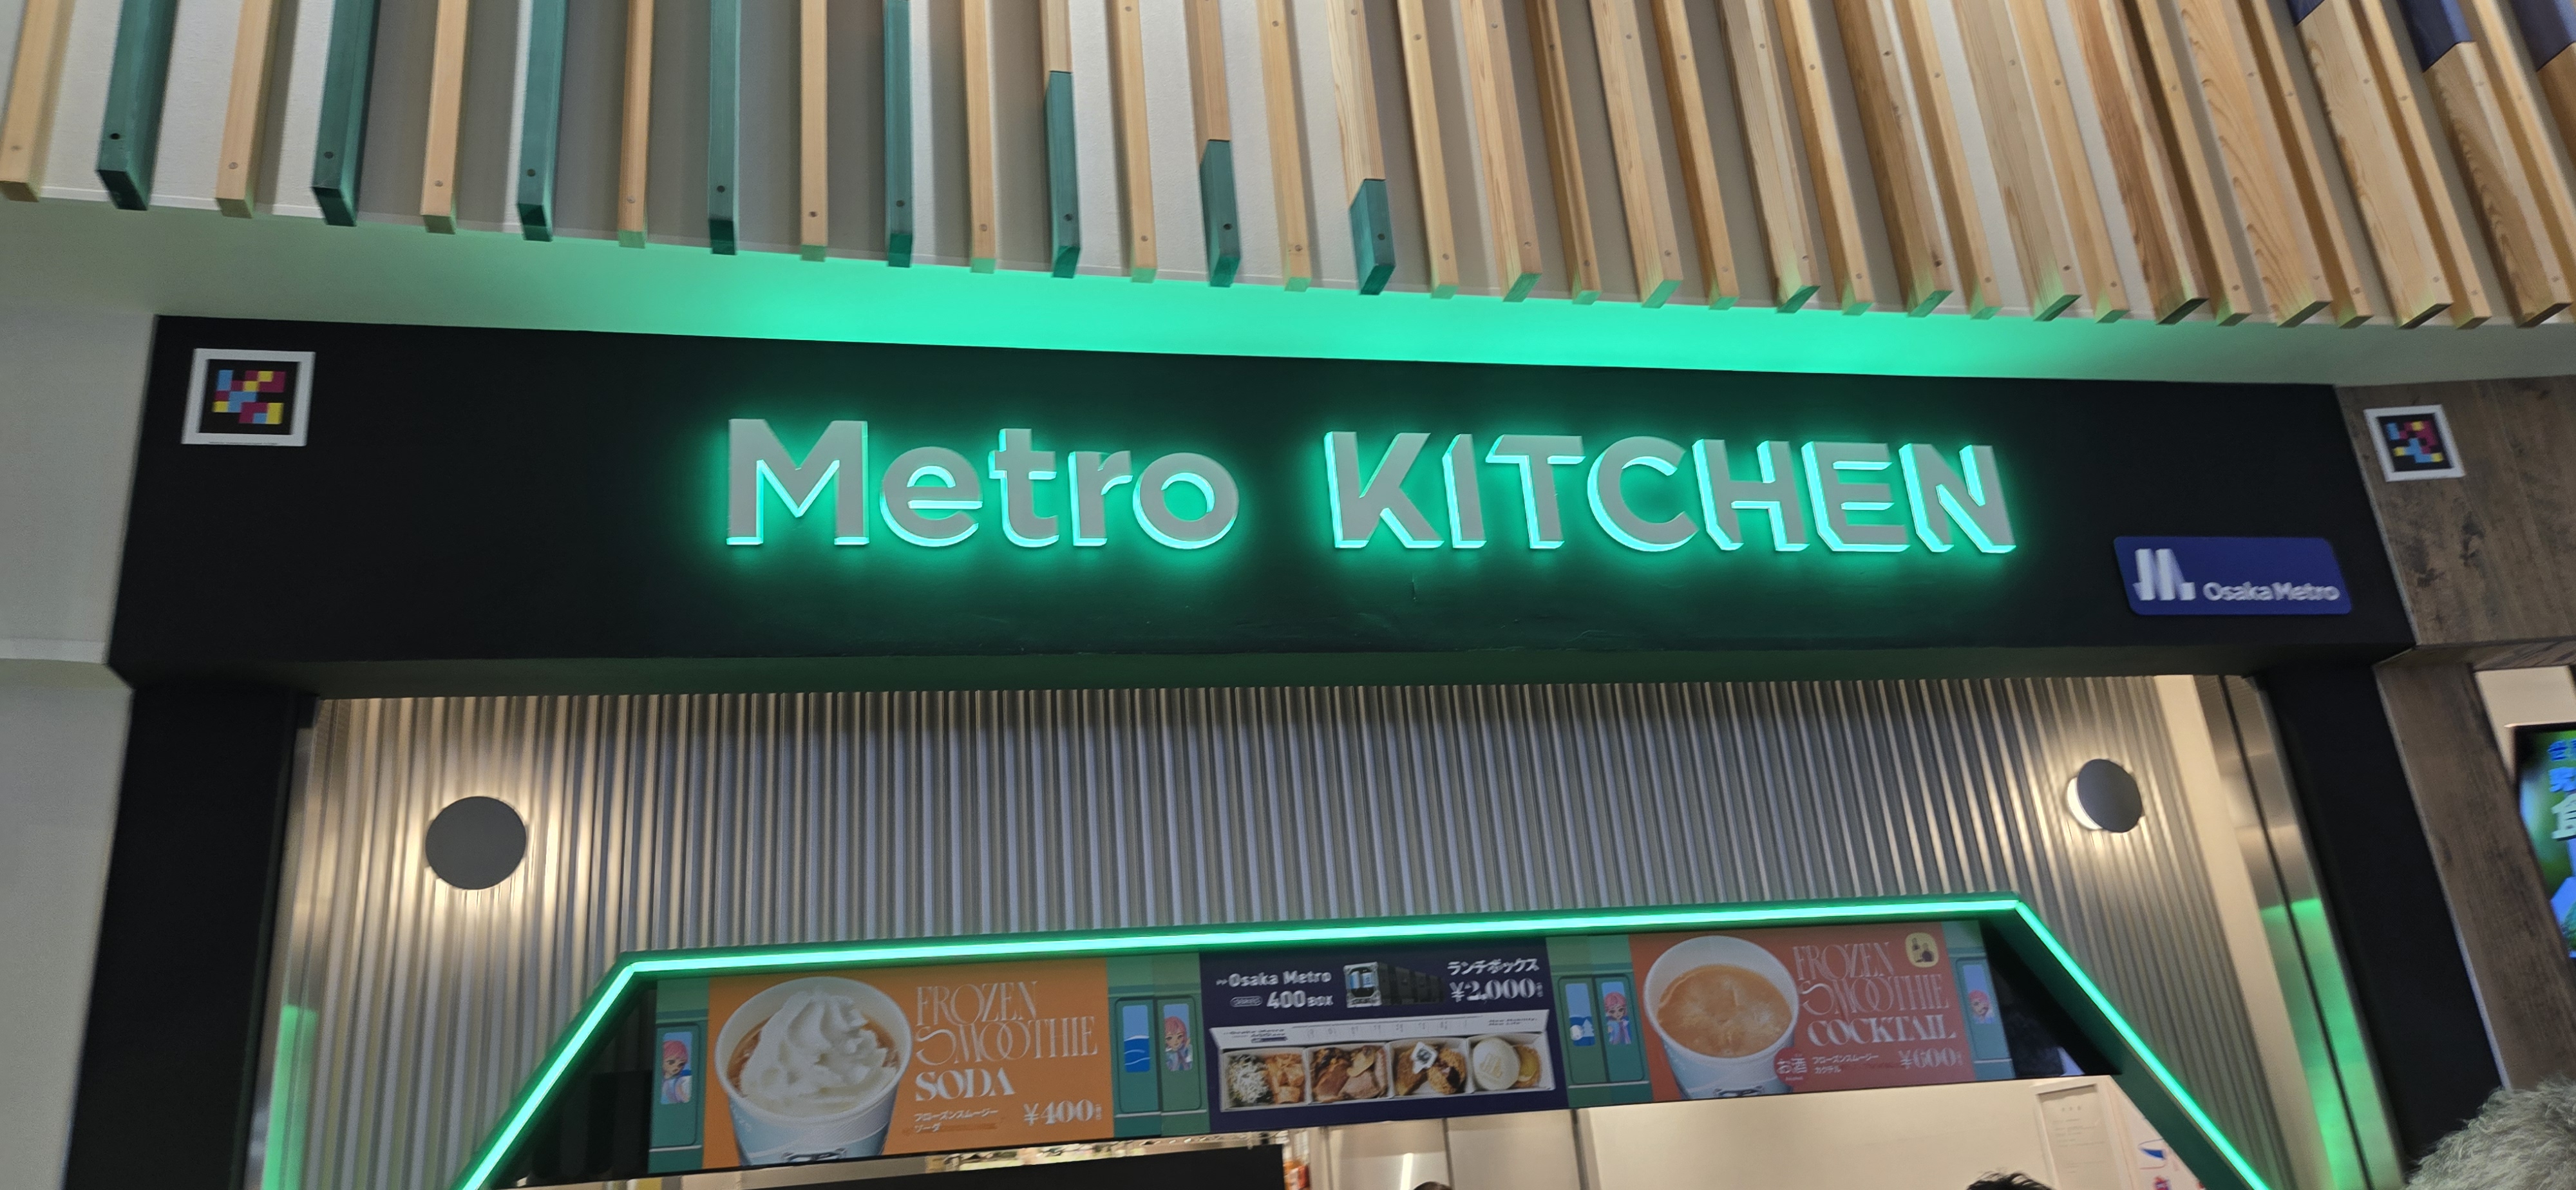 Metro KITCHEN
Osaka Metro
FROZEN
SMOOTHIE
SODA
フローズンスムージー
ソーダ
¥400
Osaka Metro
400 BOX
ランチボックス
¥2,000
FROZEN
SMOOTHIE
COCKTAIL
お酒
フローズンスムージー
カクテル
¥600